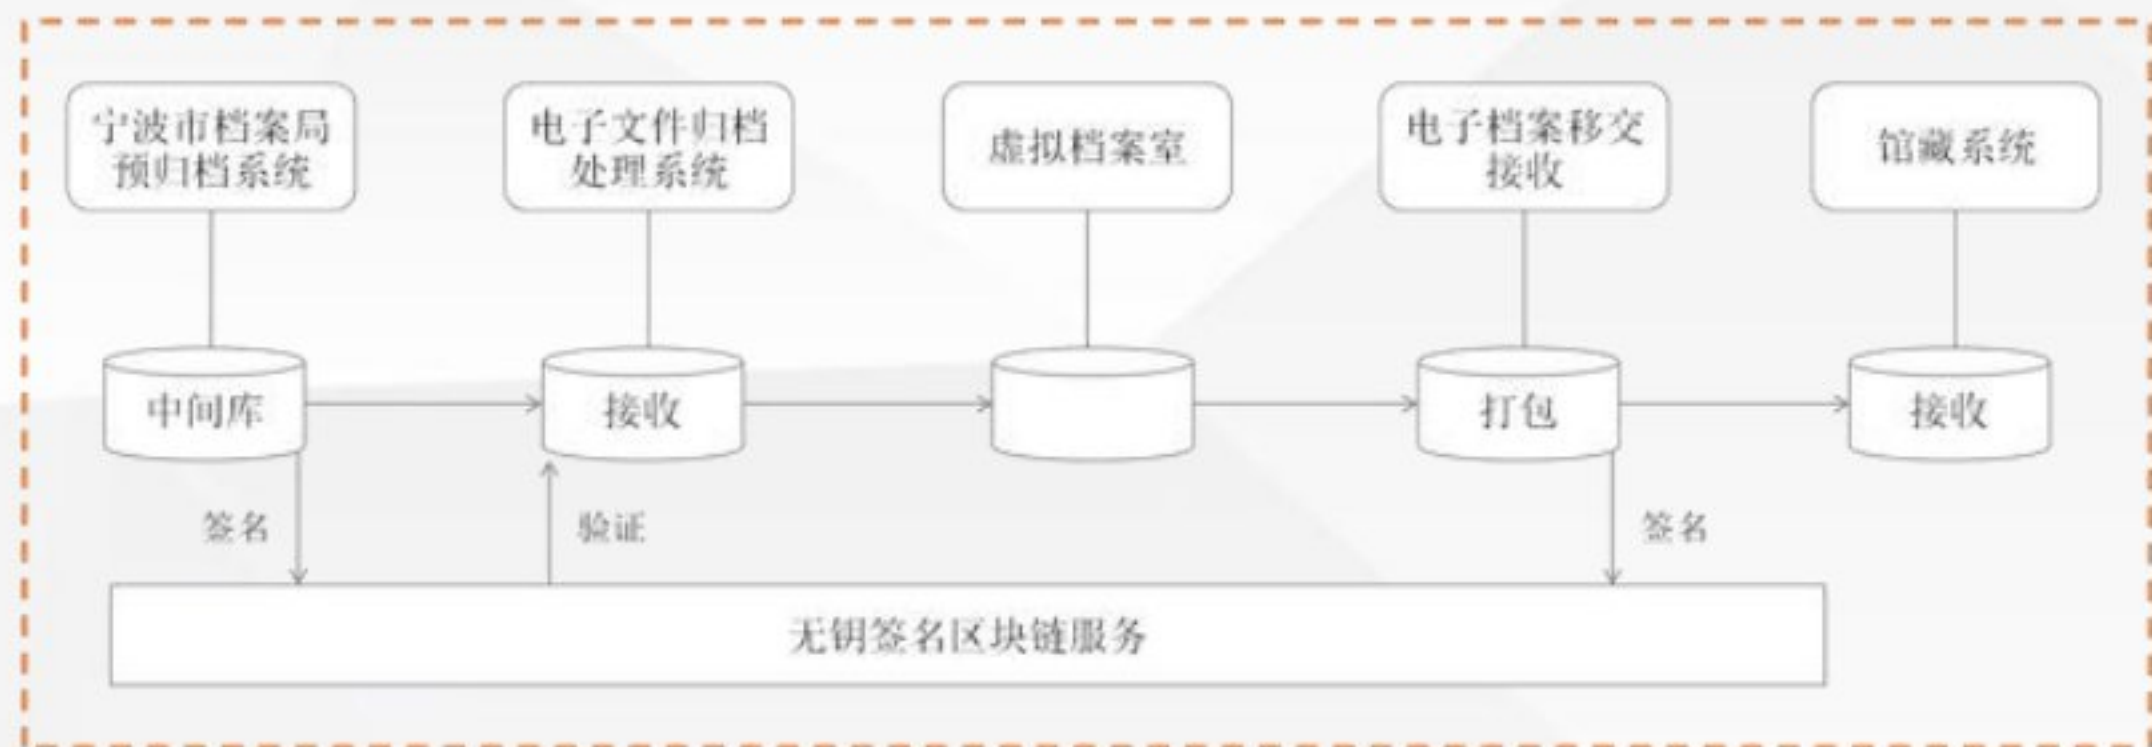 宁波市档案局
预归档系统
电子文件归档
处理系统
虚拟档案室
电子档案移交
接收
馆藏系统
中间库
接收
打包
接收
签名
验证
签名
无钥签名区块链服务